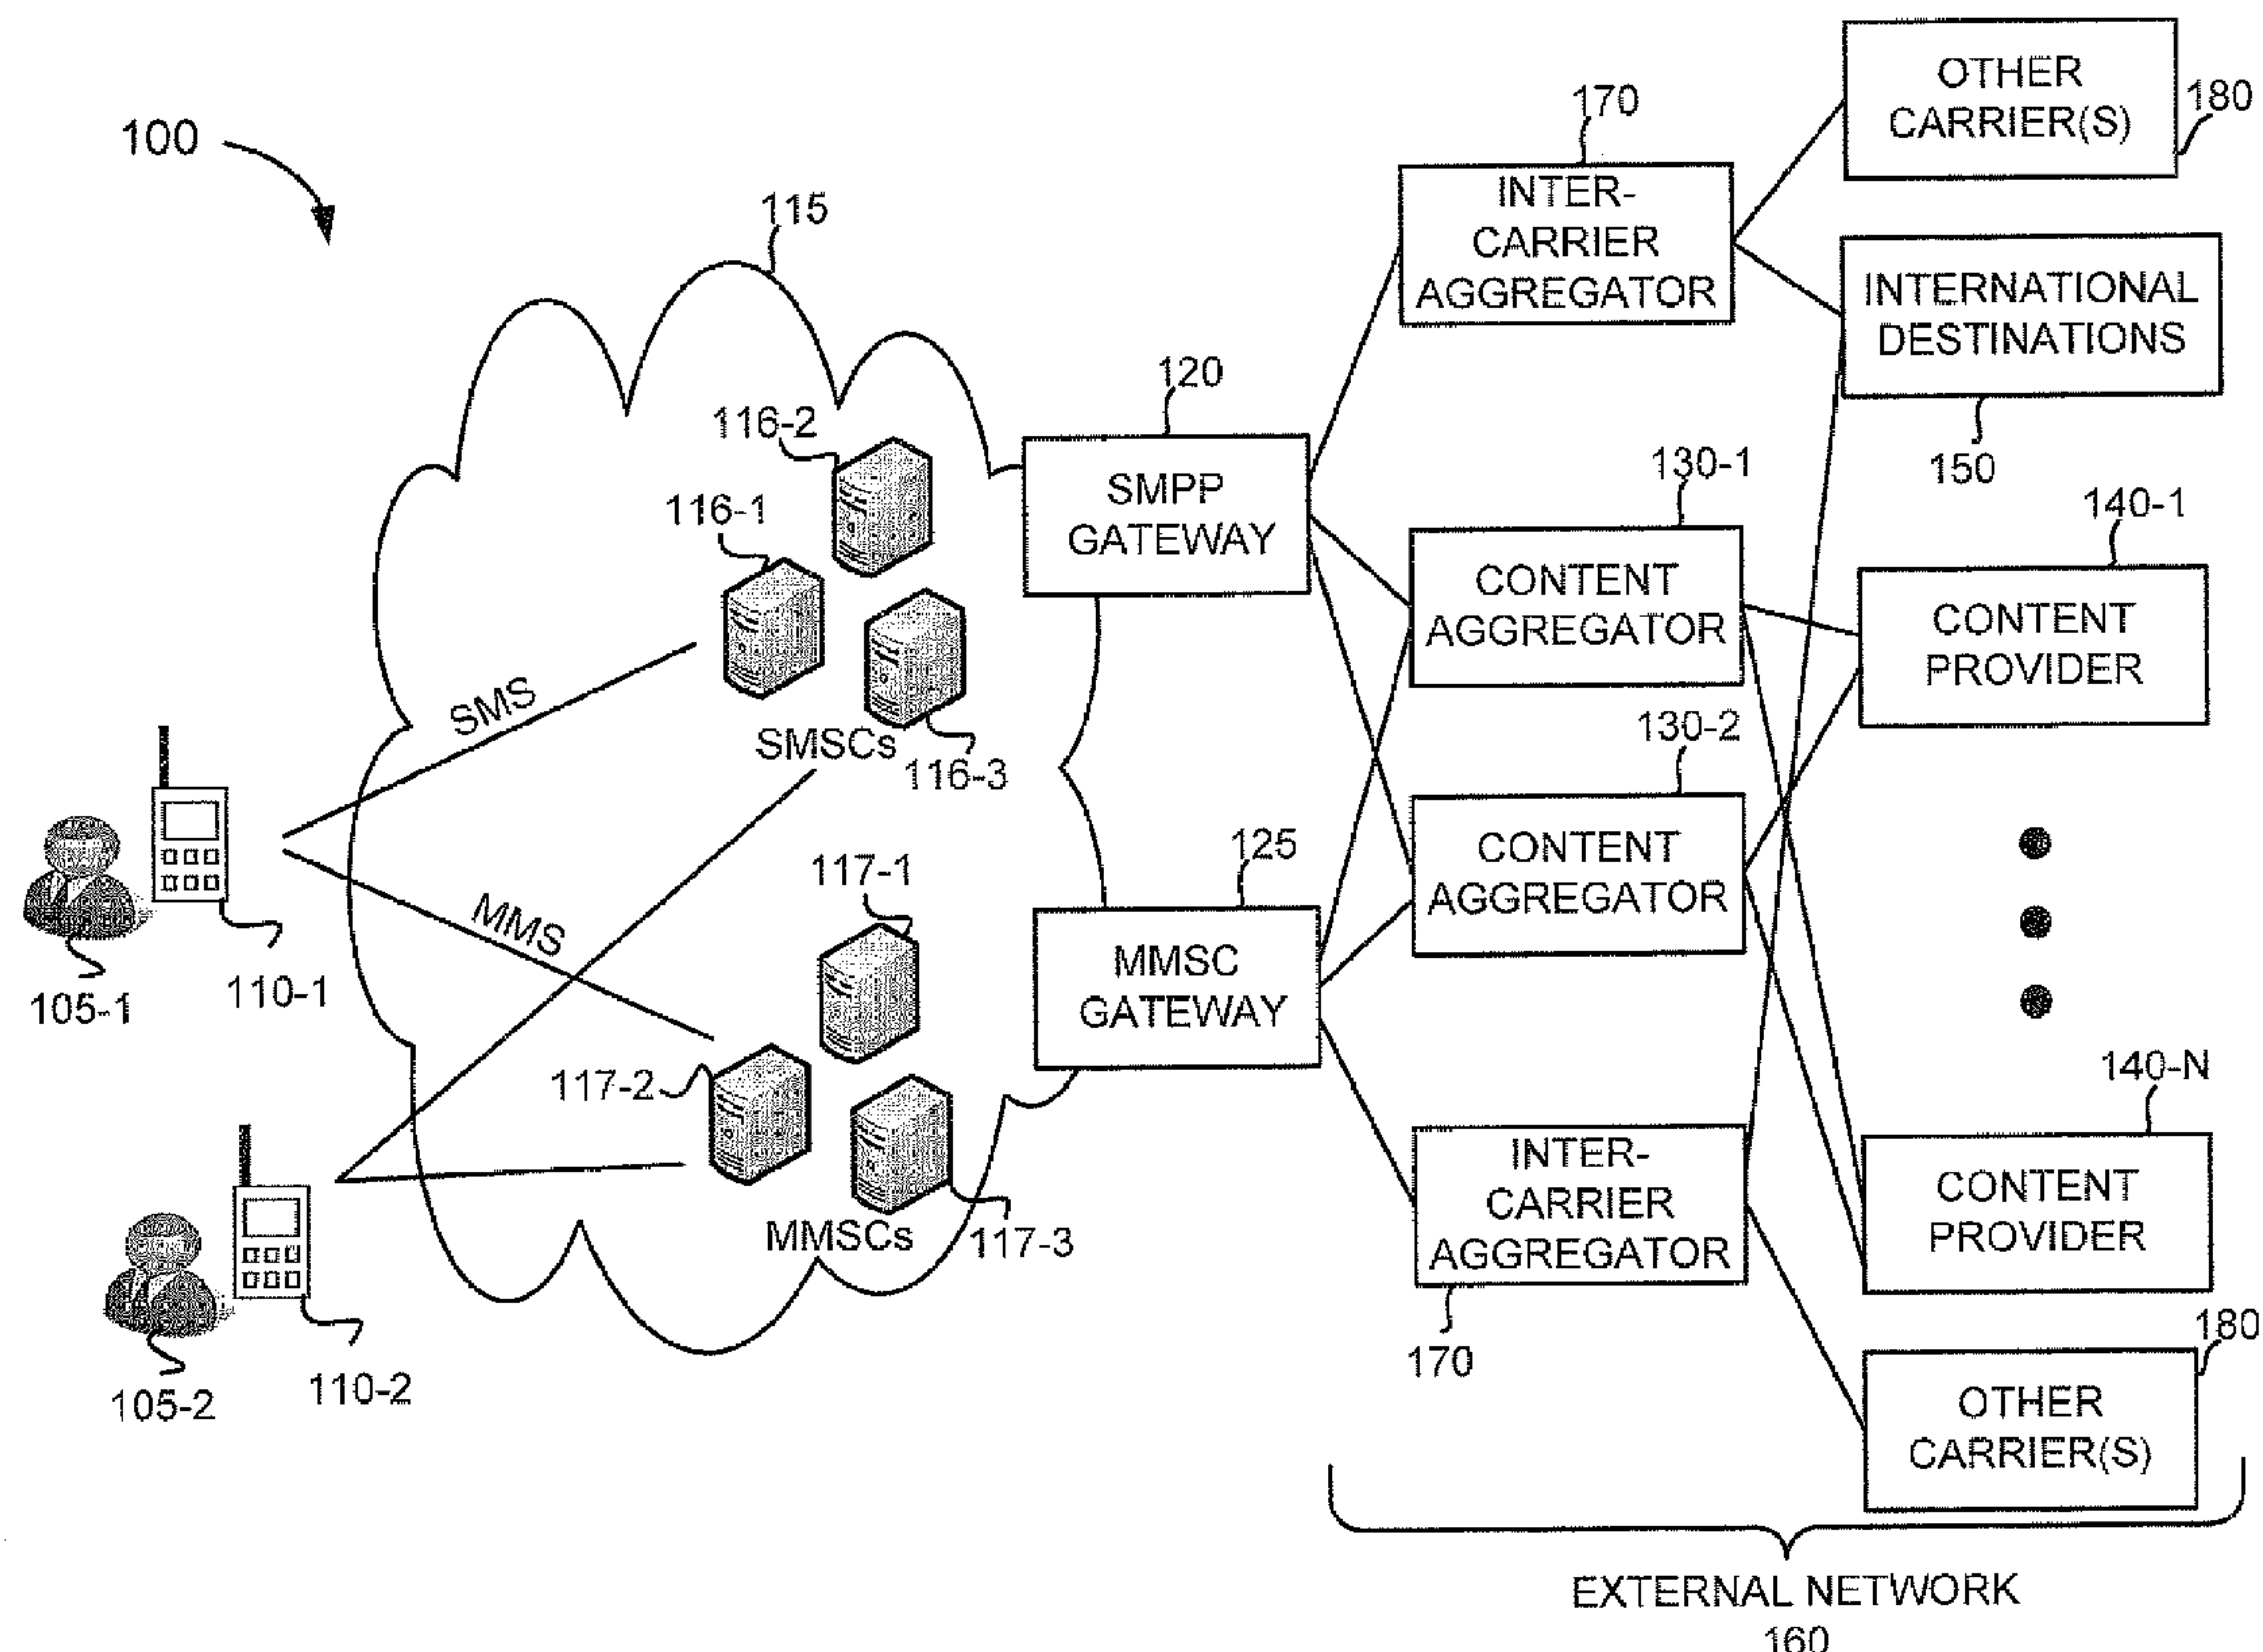 OTHER
CARRIER(S)
180
170
100
INTER-
CARRIER
AGGREGATOR
115
INTERNATIONAL
DESTINATIONS
150
120
116-2
SMPP
GATEWAY
130-1
140-1
116-1
CONTENT
AGGREGATOR
CONTENT
PROVIDER
SMS
SMSCs
116-3
130-2
117-1
125
CONTENT
AGGREGATOR
MMS
MMSC
GATEWAY
105-1
110-1
117-2
140-N
INTER-
CARRIER
AGGREGATOR
CONTENT
PROVIDER
MMSCs
117-3
170
180
105-2
110-2
OTHER
CARRIER(S)
EXTERNAL NETWORK
160